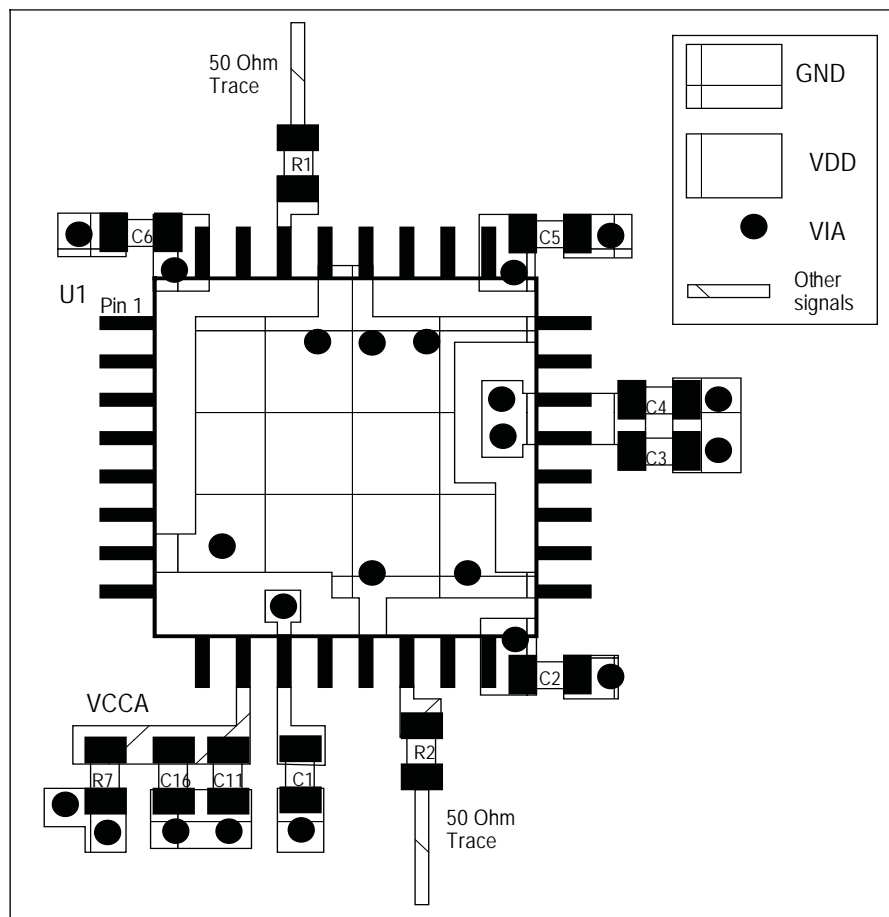 50 Ohm
Trace
GND
R1
VDD
C6
C5
VIA
U1
Pin 1
Other
signals
C4
C3
C2
VCCA
R2
R7
C16
C11
C1
50 Ohm
Trace